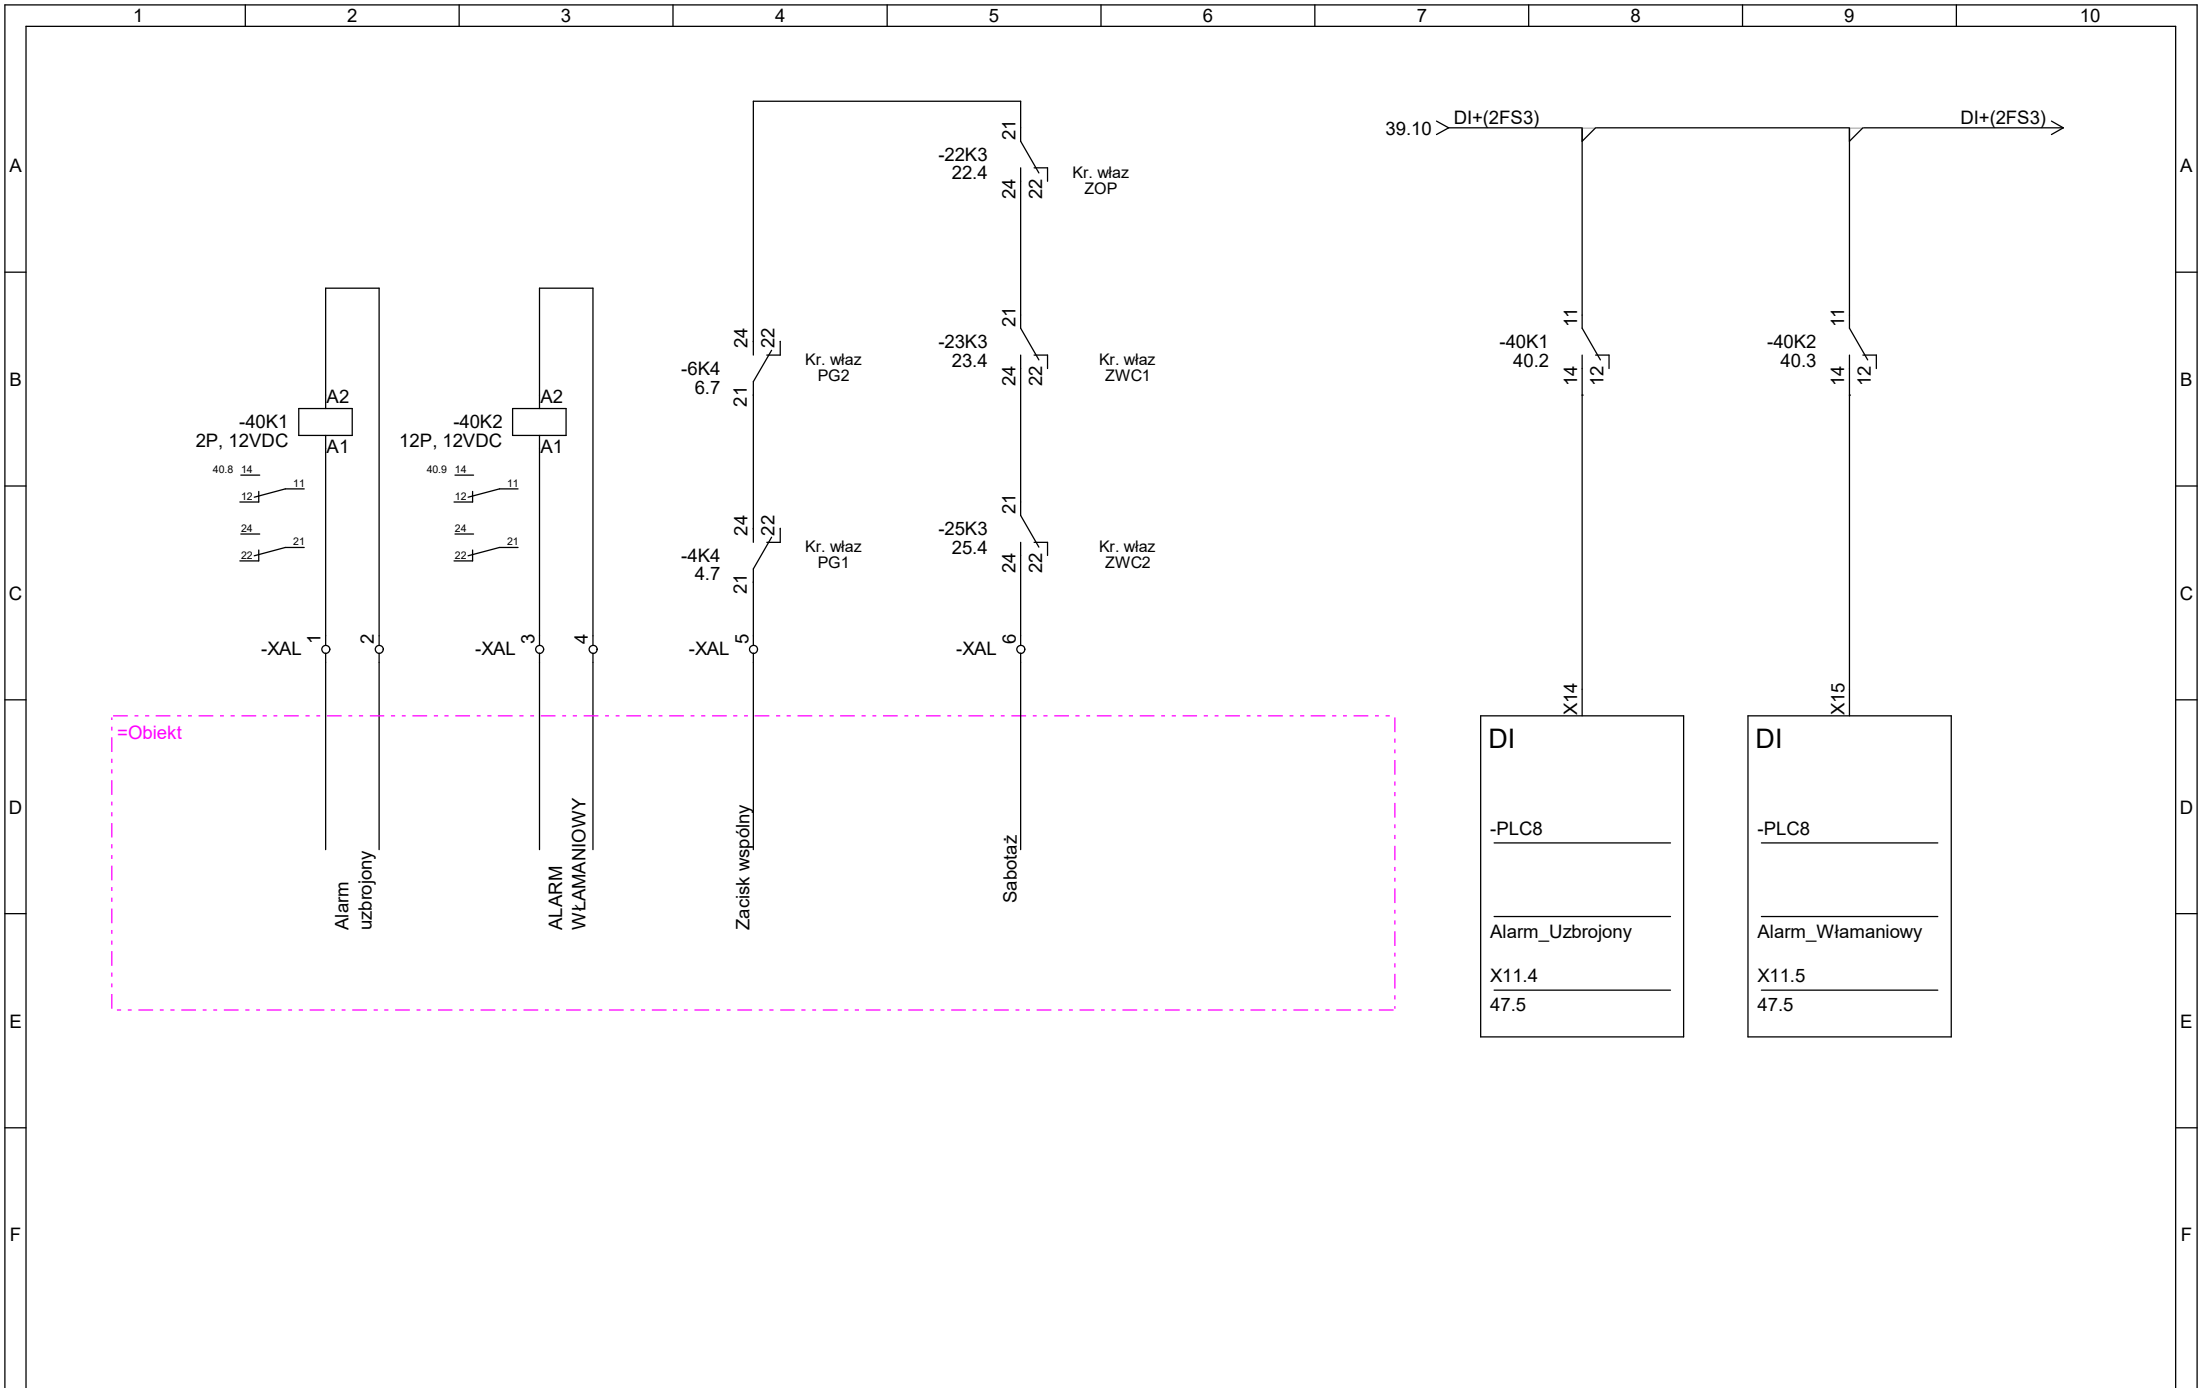 1 2 3 4 5 6 7 8 9 10
A
B
C
D
E
F
A
B
C
D
E
F
-40K1
2P, 12VDC
A2
A1
40.8 14
11
12
24
21
22
-XAL 1 2
-40K2
12P, 12VDC
A2
A1
40.9 14
11
12
24
21
22
-XAL 3 4
-6K4
6.7
24 22
21
Kr. właz
PG2
-4K4
4.7
24 22
21
Kr. właz
PG1
-XAL 5
21
-22K3
22.4
24 22
Kr. właz
ZOP
21
-23K3
23.4
24 22
Kr. właz
ZWC1
21
-25K3
25.4
24 22
Kr. właz
ZWC2
-XAL 6
=Obiekt
Alarm
uzbrojony
ALARM
WŁAMANIOWY
Zacisk wspólny
Sabotaż
39.10 DI+(2FS3) DI+(2FS3)
11
-40K1
40.2
14 12
X14
11
-40K2
40.3
14 12
X15
DI
-PLC8
Alarm_Uzbrojony
X11.4
47.5
DI
-PLC8
Alarm_Włamaniowy
X11.5
47.5